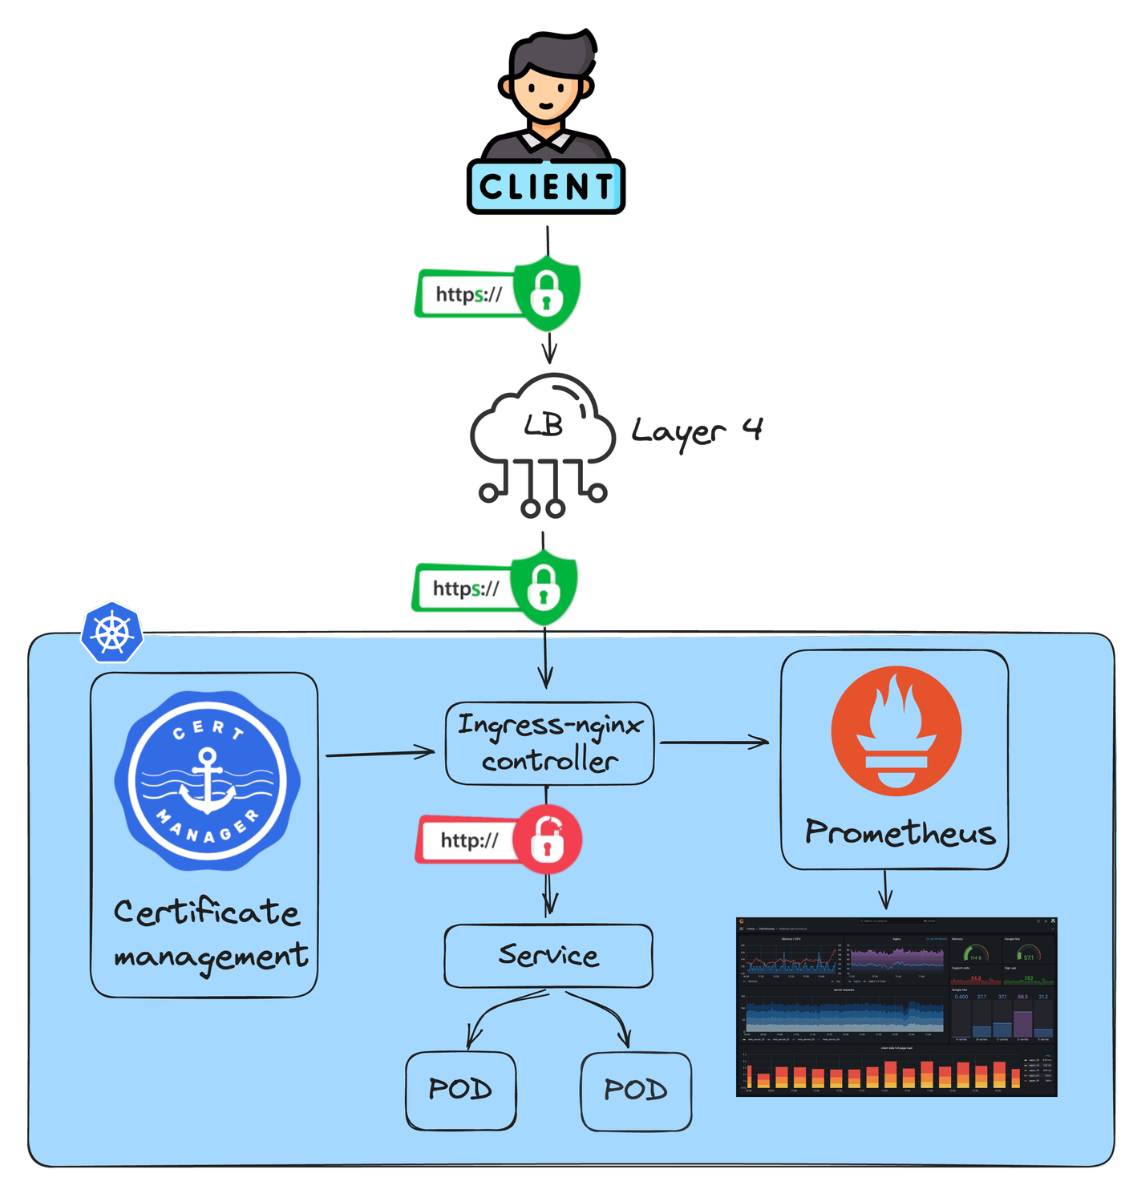 CLIENT
https://
LB
Layer 4
https://
CERT
MANAGER
Certificate
management
Ingress-nginx
controller
Prometheus
http://
Service
POD
POD